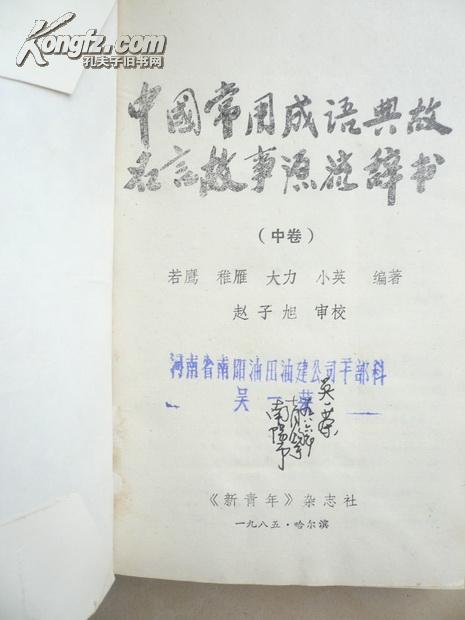 Kongfz.com
孔夫子旧书网
中國常用成语典故
名言故事源流辞书
（中卷）
若鹰 稚雁 大力 小英 编著
赵子旭 审校
河南省南阳油田油建公司干部科
吴一
《新青年》杂志社
一九八五·哈尔滨